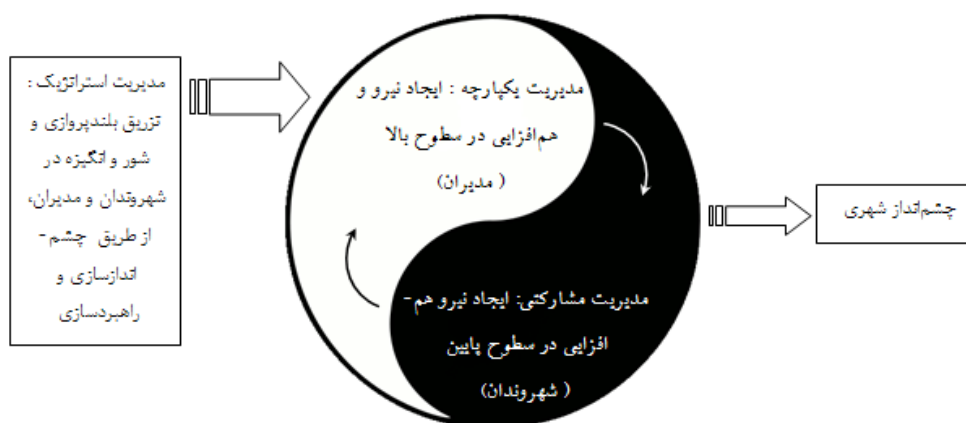 مدیریت استراتژیک :
تزریق بلندپروازی و
شور و انگیزه در
شهروندان و مدیران،
از طریق چشم-
اندازسازی و
راهبردسازی
مدیریت یکپارچه : ایجاد نیرو و
هم‌افزایی در سطوح بالا
( مدیران)
مدیریت مشارکتی: ایجاد نیرو هم-
افزایی در سطوح پایین
( شهروندان)
چشم‌انداز شهری